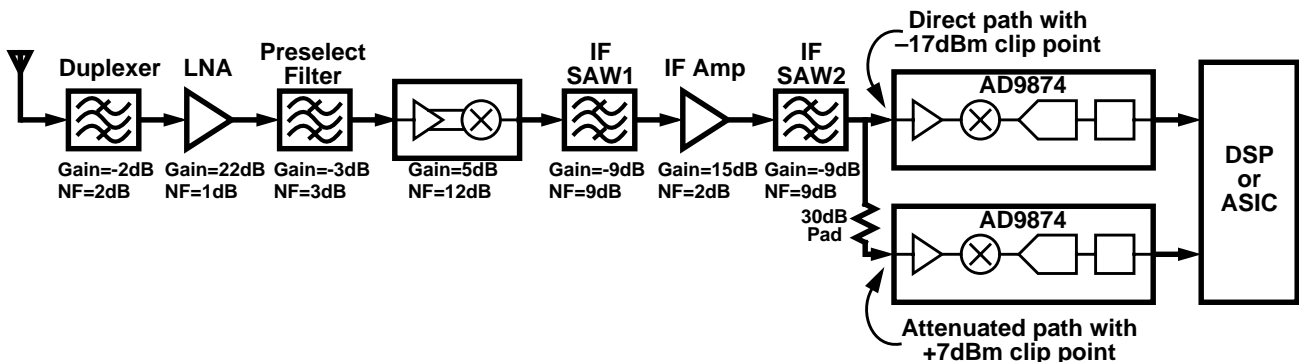 Duplexer
Gain=-2dB
NF=2dB
LNA
Gain=22dB
NF=1dB
Preselect
Filter
Gain=-3dB
NF=3dB
Gain=5dB
NF=12dB
IF
SAW1
Gain=-9dB
NF=9dB
IF Amp
Gain=15dB
NF=2dB
IF
SAW2
Gain=-9dB
NF=9dB
Direct path with
–17dBm clip point
AD9874
30dB
Pad
AD9874
Attenuated path with
+7dBm clip point
DSP
or
ASIC